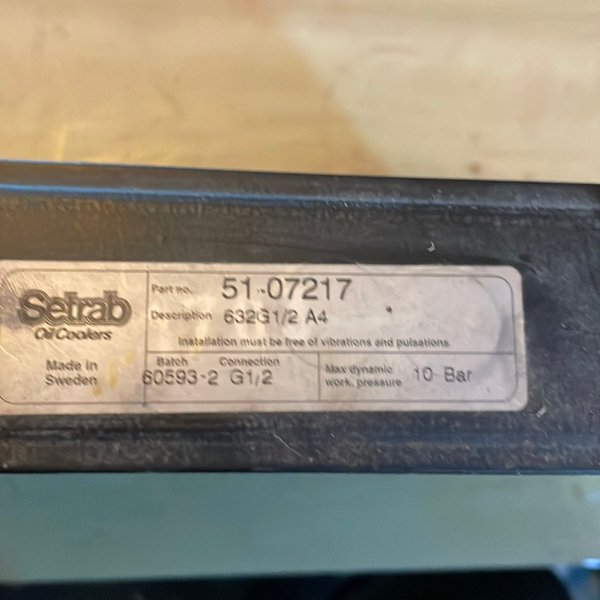 Setrab
Oil Coolers
Made in
Sweden
Part no.. 51-07217
Description 632G1/2 A4
Installation must be free of vibrations and pulsations
Batch Connection
60593-2 G1/2
Max dynamic
work. pressure 10 Bar